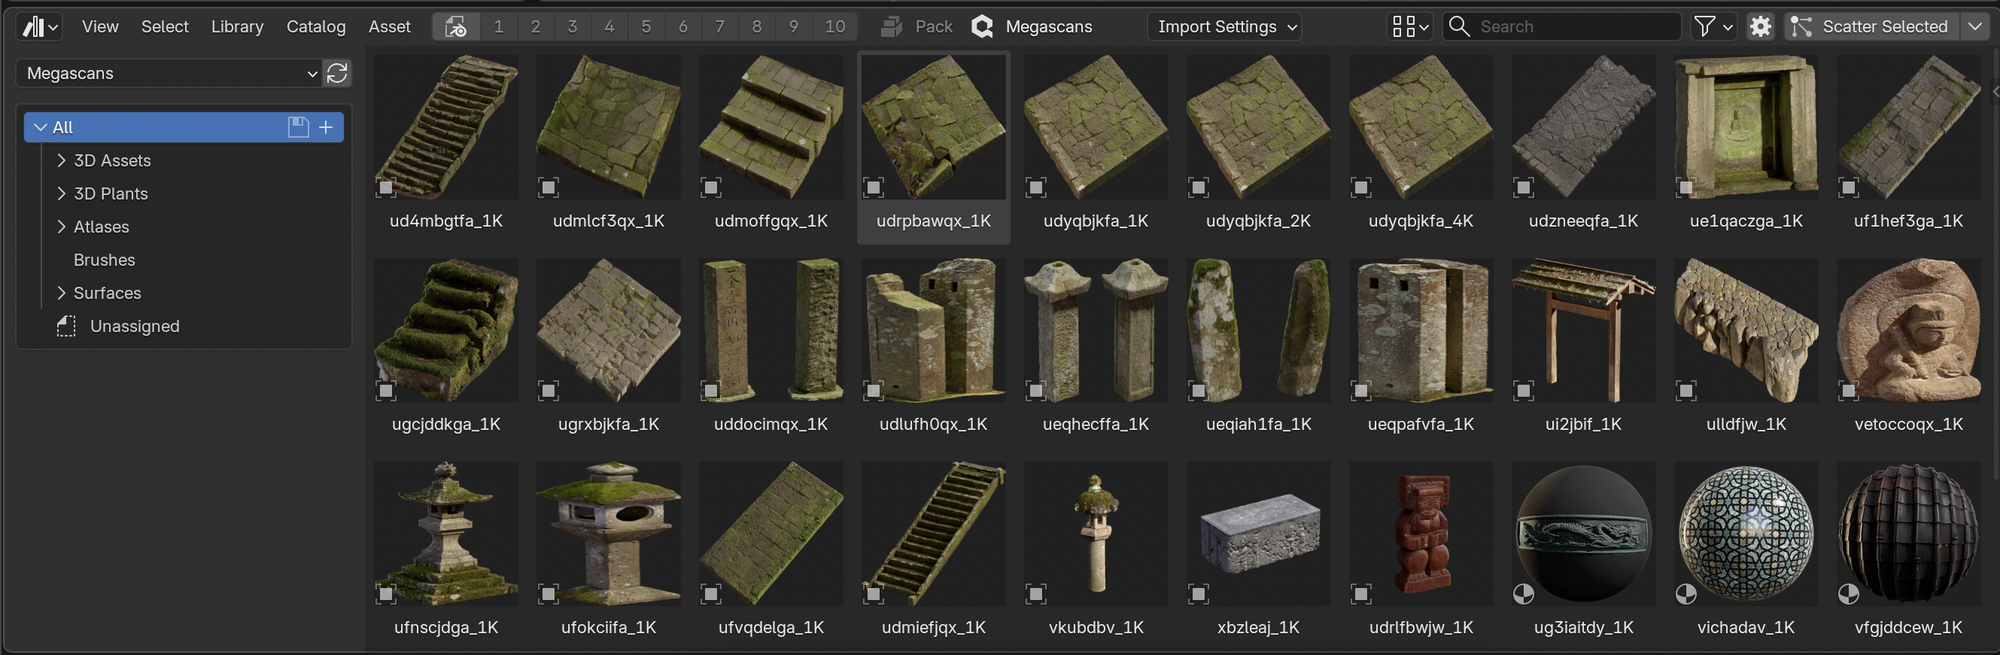 View Select Library Catalog Asset 1 2 3 4 5 6 7 8 9 10 Pack Megascans Import Settings Search Scatter Selected
Megascans
All
3D Assets
3D Plants
Atlases
Brushes
Surfaces
Unassigned
ud4mbgtfa_1K udmlcf3qx_1K udmoffgqx_1K udrpbawqx_1K udyqbjkfa_1K udyqbjkfa_2K udyqbjkfa_4K udzneeqfa_1K ue1qaczga_1K uf1hef3ga_1K
ugcjddkga_1K ugrxbjkfa_1K uddocimqx_1K udlufh0qx_1K ueqhecffa_1K ueqiah1fa_1K ueqpafvfa_1K ui2jbif_1K ulldfjw_1K vetoccoqx_1K
ufnscjdga_1K ufokciifa_1K ufvqdelga_1K udmiefjqx_1K vkubdbv_1K xbzleaj_1K udrlfbwjw_1K ug3iaitdy_1K vichadav_1K vfgjddcew_1K